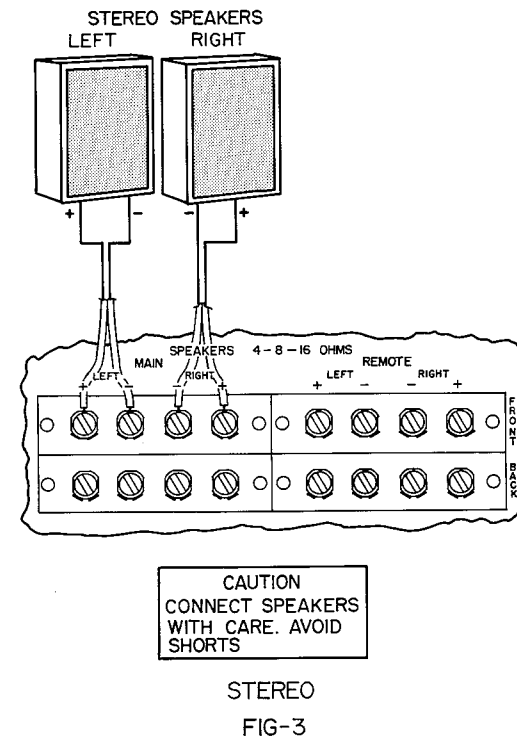 STEREO SPEAKERS
LEFT RIGHT
+ - - +
SPEAKERS 4-8-16 OHMS
MAIN REMOTE
LEFT RIGHT LEFT RIGHT
+ - - + + - - +
FRONT
BACK
CAUTION
CONNECT SPEAKERS
WITH CARE. AVOID
SHORTS
STEREO
FIG-3